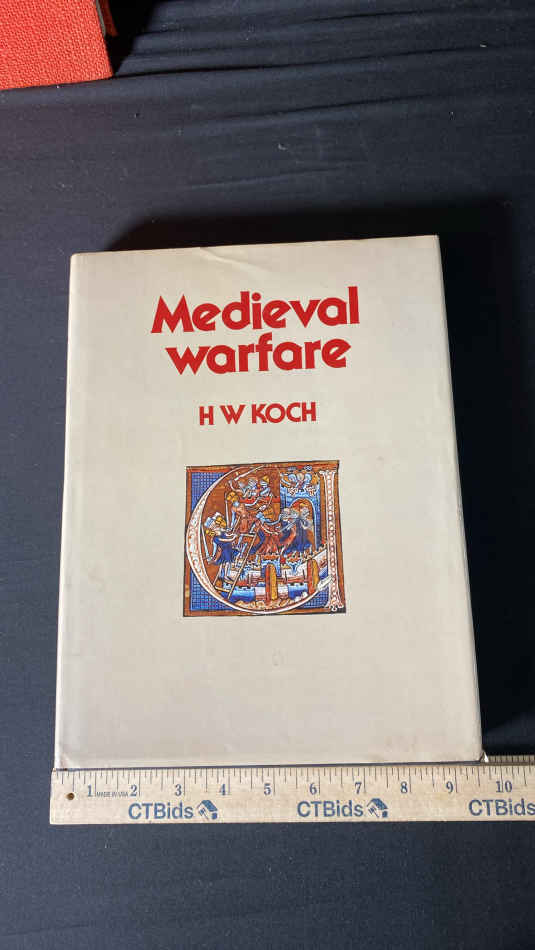 Medieval
warfare
H W KOCH
1 MADE IN USA 2 3 4 5 6 7 8 9 10
CTBids CTBids CTBids